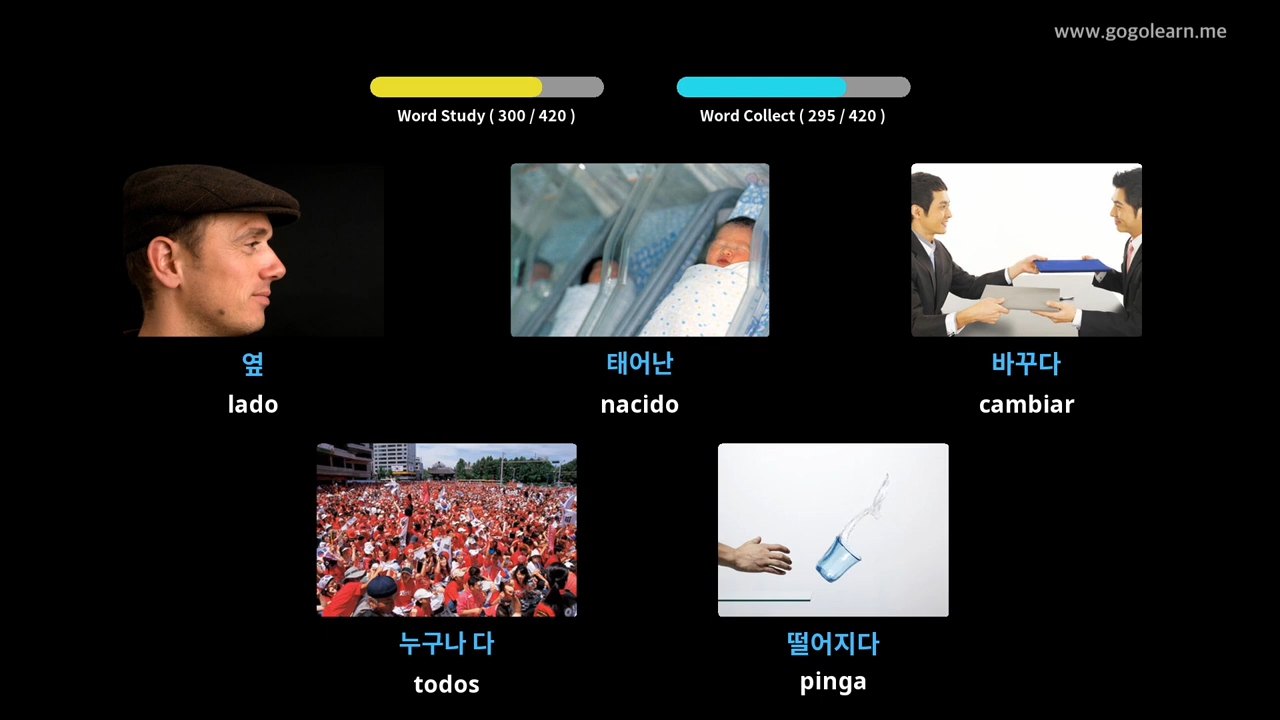 www.gogolearn.me
Word Study ( 300 / 420 )
Word Collect ( 295 / 420 )
옆
태어난
바꾸다
lado
nacido
cambiar
누구나 다
떨어지다
todos
pinga